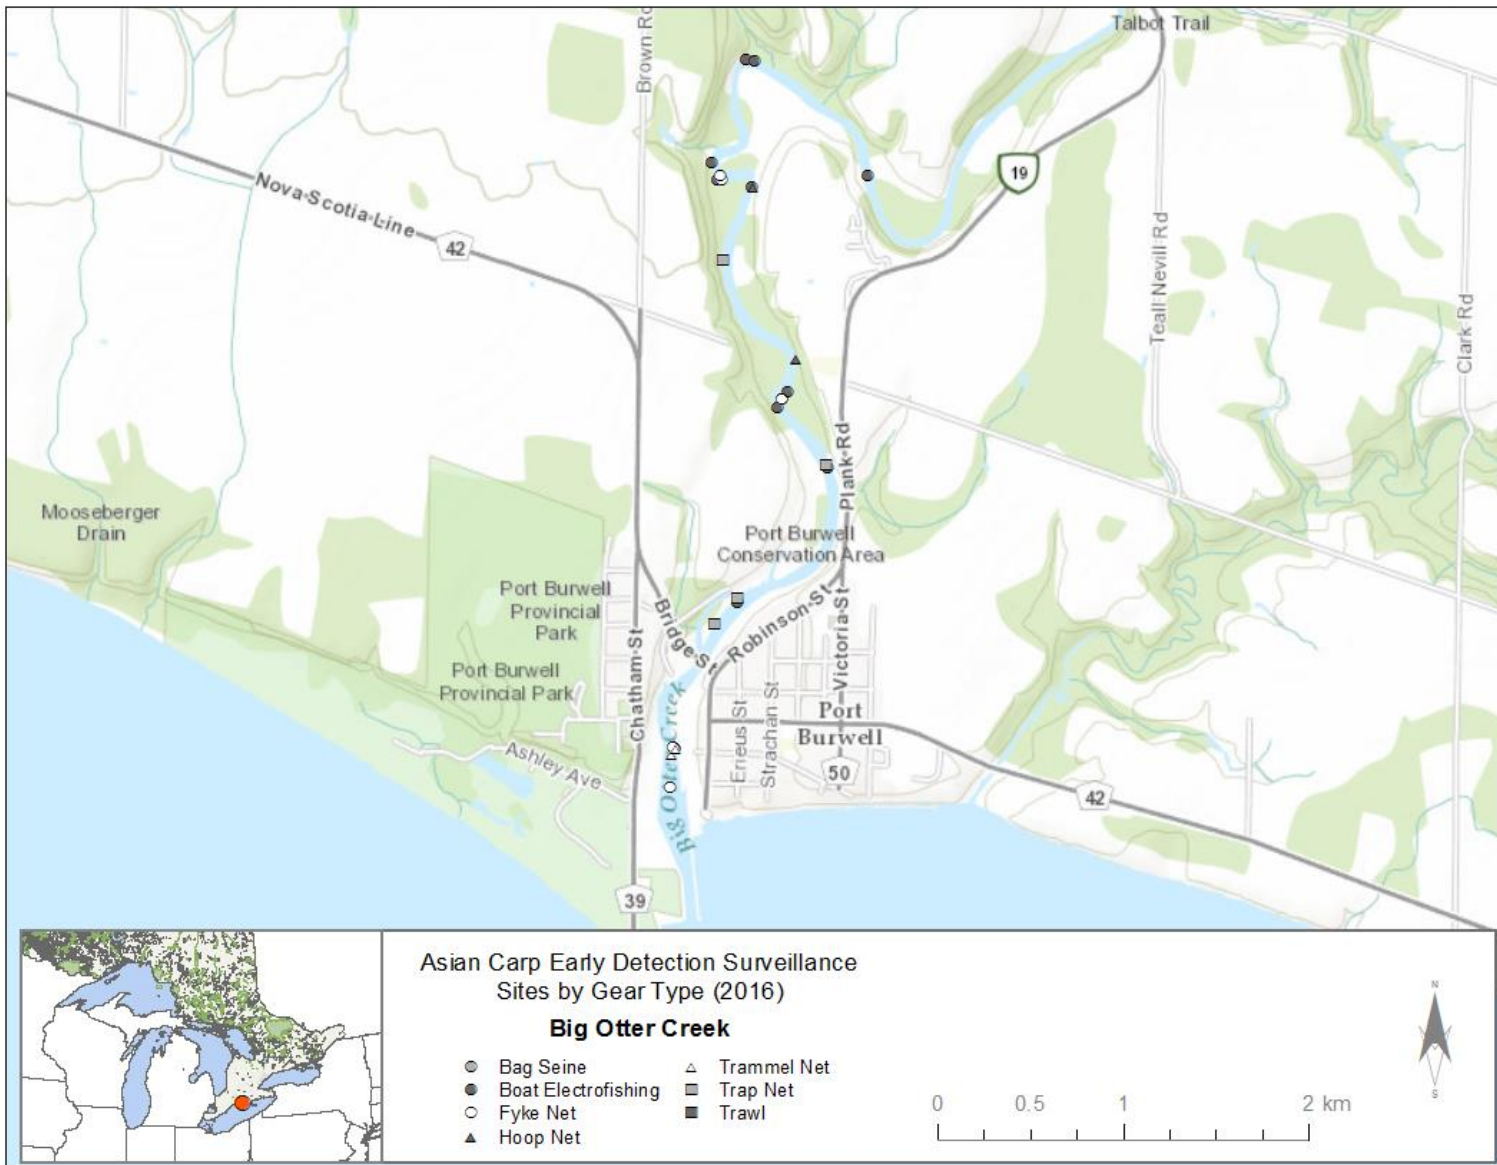 Talbot Trail
Brown Rd
19
Nova Scotia Line
42
Teall Nevill Rd
Clark Rd
Plank Rd
Mooseberger
Drain
Port Burwell
Conservation Area
Port Burwell
Provincial
Park
Bridge St
Robinson St
Victoria St
Chatham St
Port Burwell
Provincial Park
Big Otter Creek
Erieus St
Strachan St
Port
Burwell
Ashley Ave
50
42
39
Asian Carp Early Detection Surveillance
Sites by Gear Type (2016)
Big Otter Creek
Bag Seine
Boat Electrofishing
Fyke Net
Hoop Net
Trammel Net
Trap Net
Trawl
0 0.5 1 2 km
N
S